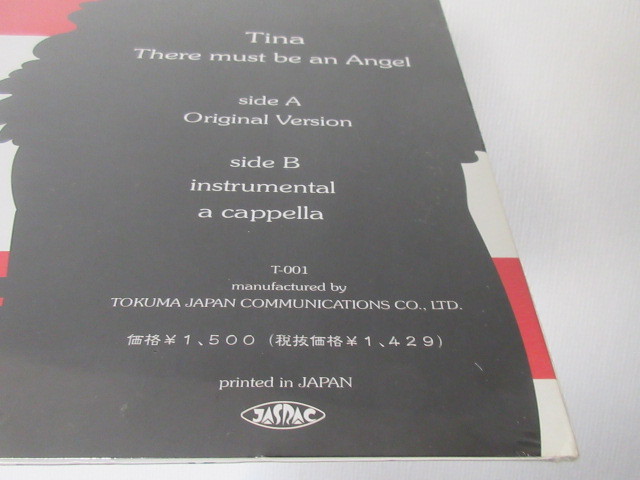 Tina
There must be an Angel
side A
Original Version
side B
instrumental
a cappella
T-001
manufactured by
TOKUMA JAPAN COMMUNICATIONS CO., LTD.
価格￥１、５００（税抜価格￥１、４２９）
printed in JAPAN
JASRAC